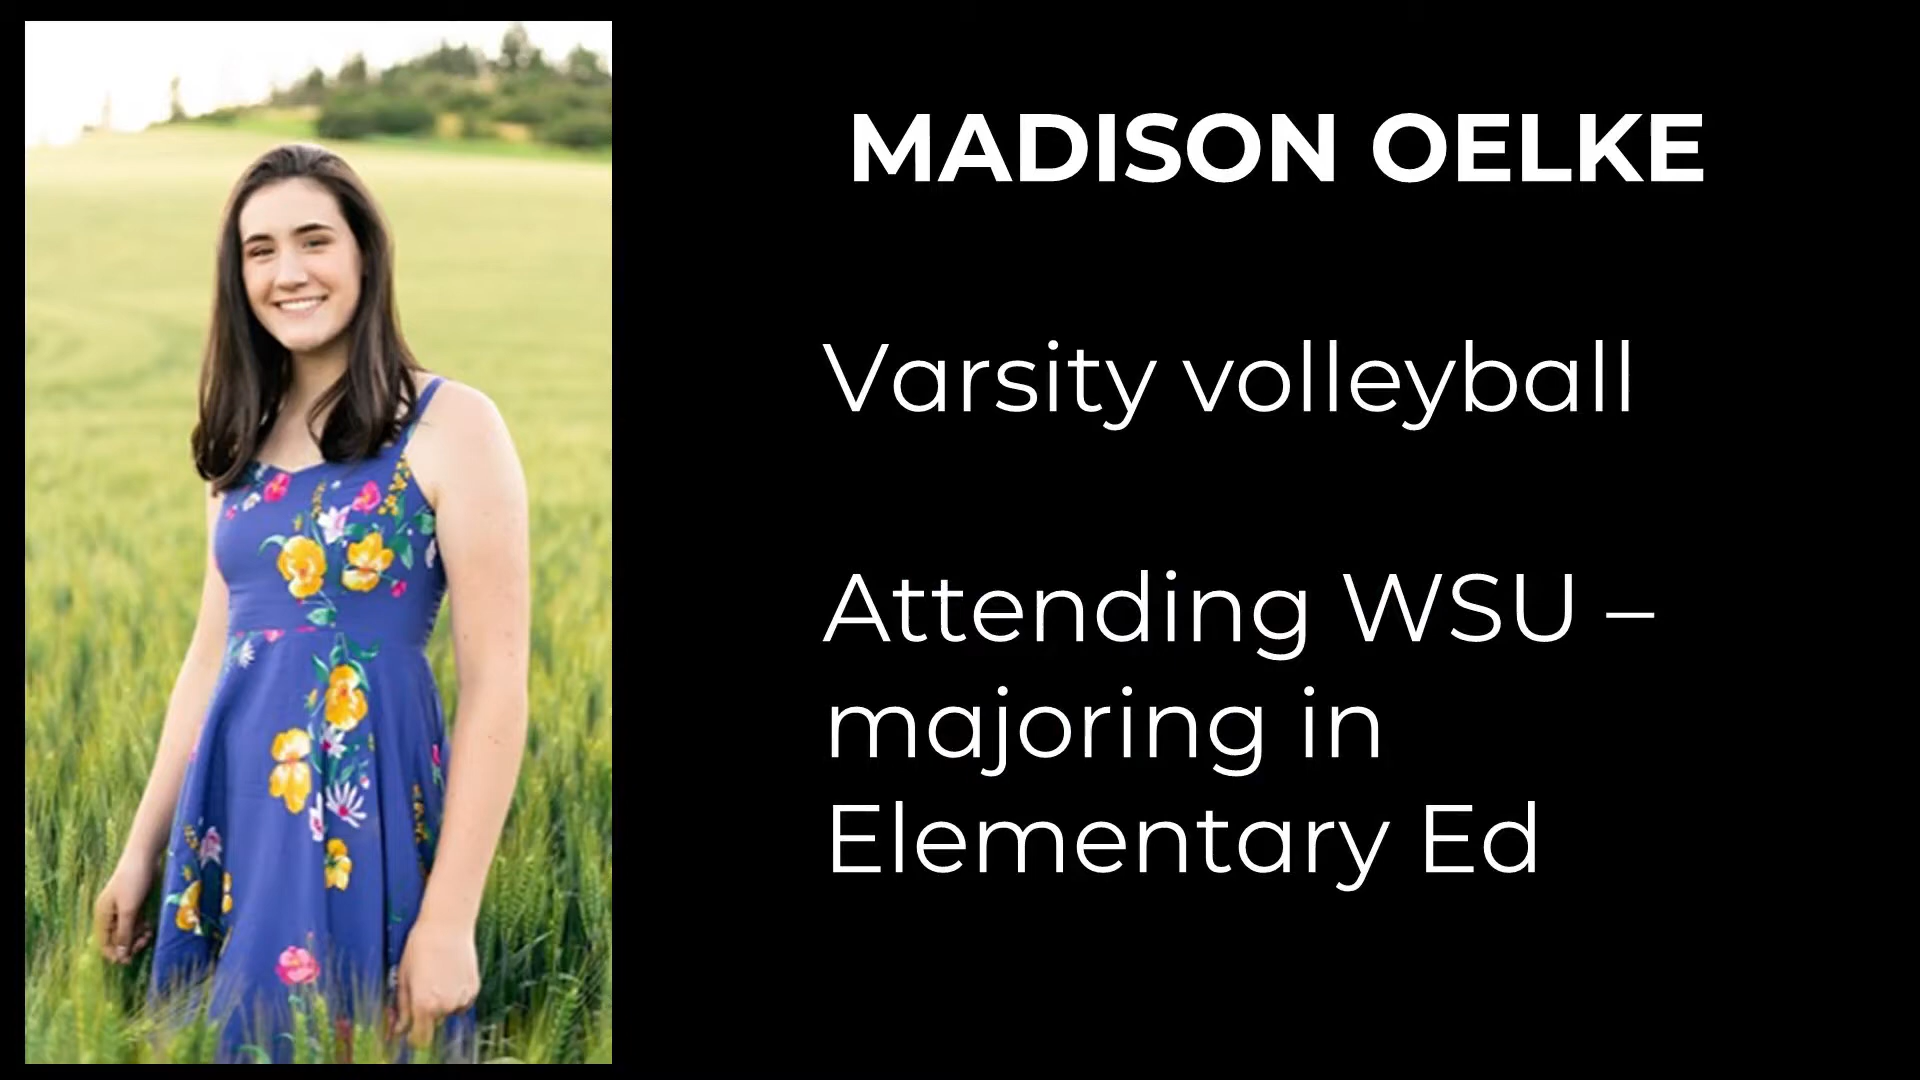 MADISON OELKE
Varsity volleyball
Attending WSU –
majoring in
Elementary Ed